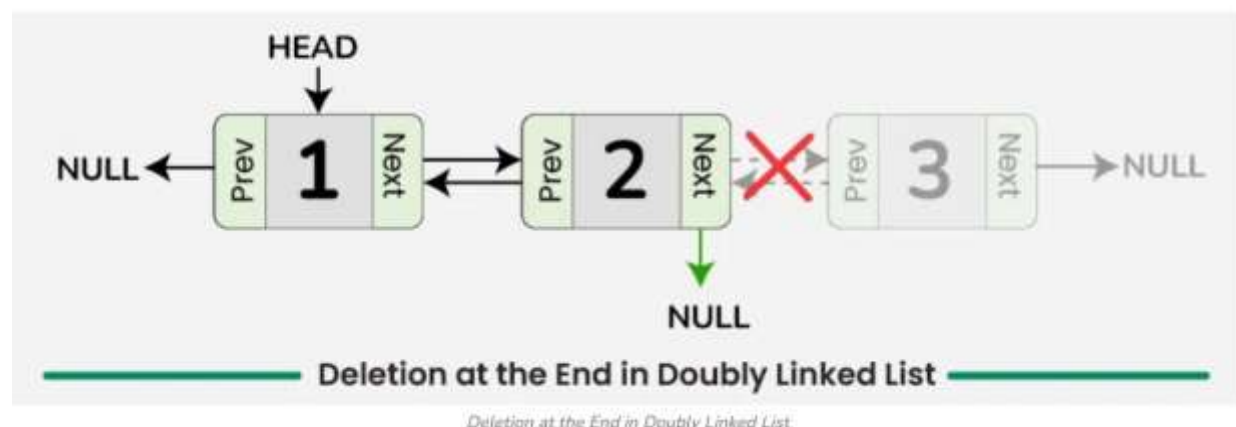 HEAD
NULL
Prev
1
Next
Prev
2
Next
Prev
3
Next
NULL
NULL
Deletion at the End in Doubly Linked List
Deletion at the End in Doubly Linked List